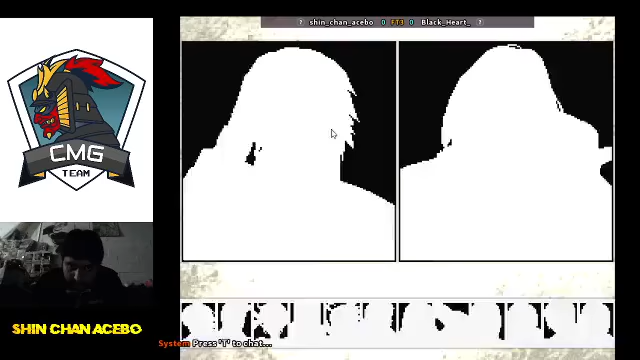 ? shin_chan_acebo 0 FT3 0 Black_Heart_ ?
CMG
TEAM
SHIN CHAN ACEBO
System Press 'T' to chat...